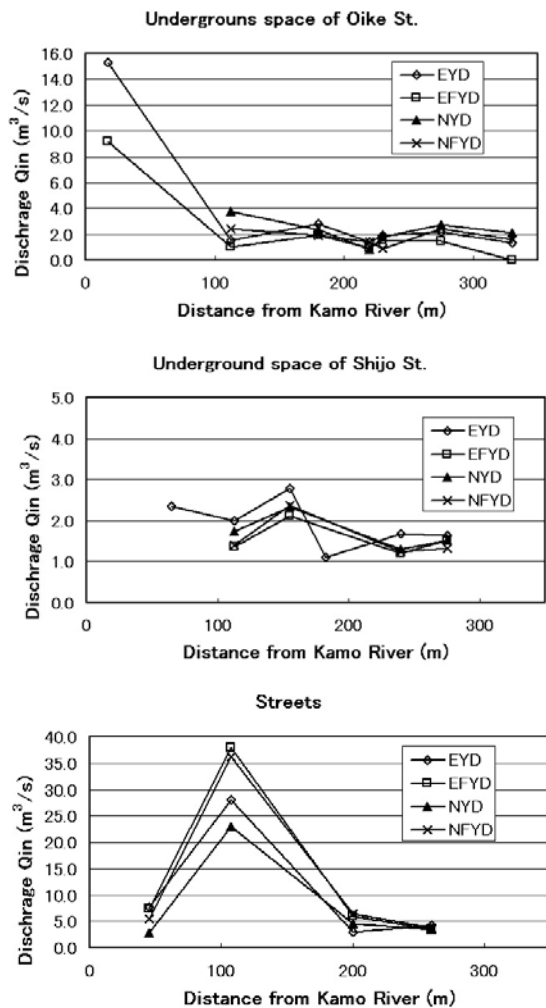 Undergrouns space of Oike St.
16.0
14.0
12.0
10.0
8.0
6.0
4.0
2.0
0.0
Dischrage Qin (m³/s)
EYD
EFYD
NYD
NFYD
0 100 200 300
Distance from Kamo River (m)
Underground space of Shijo St.
5.0
4.0
3.0
2.0
1.0
0.0
Dischrage Qin (m³/s)
EYD
EFYD
NYD
NFYD
0 100 200 300
Distance from Kamo River (m)
Streets
40.0
35.0
30.0
25.0
20.0
15.0
10.0
5.0
0.0
Dischrage Qin (m³/s)
EYD
EFYD
NYD
NFYD
0 100 200 300
Distance from Kamo River (m)